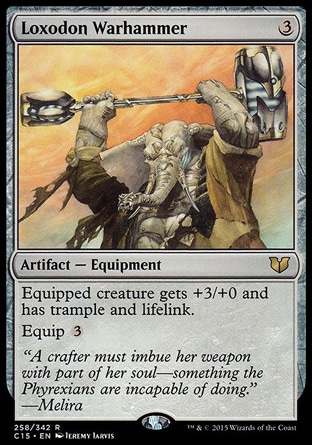 Loxodon Warhammer 3
Artifact — Equipment
Equipped creature gets +3/+0 and
has trample and lifelink.
Equip 3
“A crafter must imbue her weapon
with part of her soul—something the
Phyrexians are incapable of doing.”
—Melira
258/342 R
C15 • EN Jeremy Jarvis
™ & © 2015 Wizards of the Coast